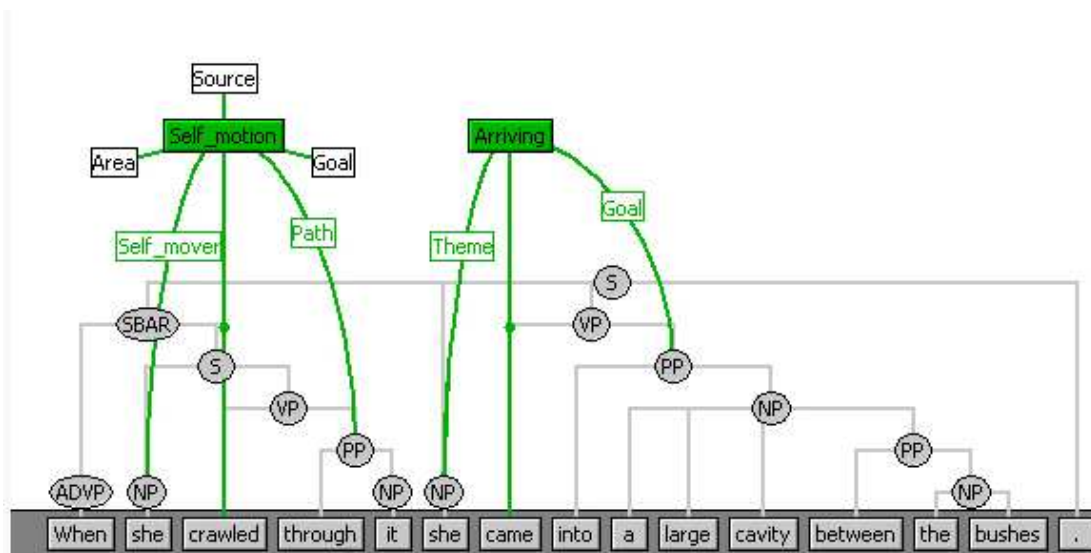 Source
Self_motion Arriving
Area Goal
Goal
Self_mover Path Theme
S
SBAR VP
S PP
VP NP
PP PP
ADVP NP NP NP NP
When she crawled through it she came into a large cavity between the bushes .